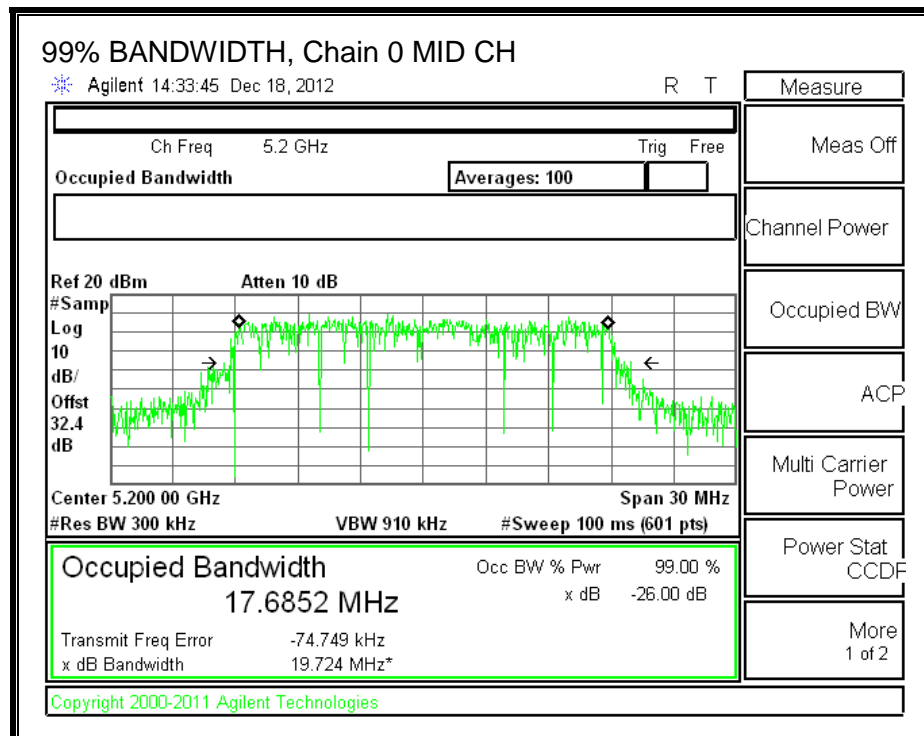 99% BANDWIDTH, Chain 0 MID CH
Agilent 14:33:45 Dec 18, 2012 R T
Measure
Ch Freq 5.2 GHz Trig Free
Occupied Bandwidth Averages: 100
Ref 20 dBm Atten 10 dB
#Samp
Log
10
dB/
Offst
32.4
dB
Center 5.200 00 GHz Span 30 MHz
#Res BW 300 kHz VBW 910 kHz #Sweep 100 ms (601 pts)
Occupied Bandwidth Occ BW % Pwr 99.00 %
17.6852 MHz x dB -26.00 dB
Transmit Freq Error -74.749 kHz
x dB Bandwidth 19.724 MHz*
Meas Off
Channel Power
Occupied BW
ACP
Multi Carrier
Power
Power Stat
CCDF
More
1 of 2
Copyright 2000-2011 Agilent Technologies